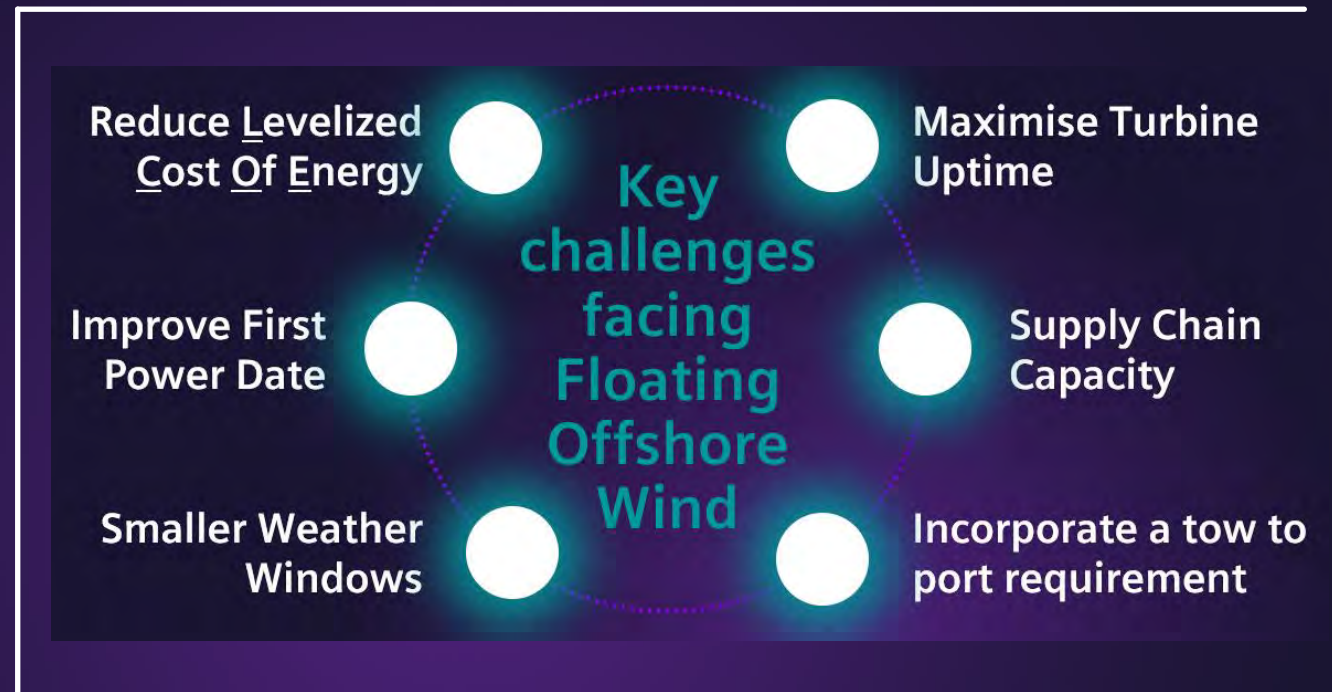 Key
challenges
facing
Floating
Offshore
Wind
Reduce Levelized
Cost Of Energy
Improve First
Power Date
Smaller Weather
Windows
Maximise Turbine
Uptime
Supply Chain
Capacity
Incorporate a tow to
port requirement